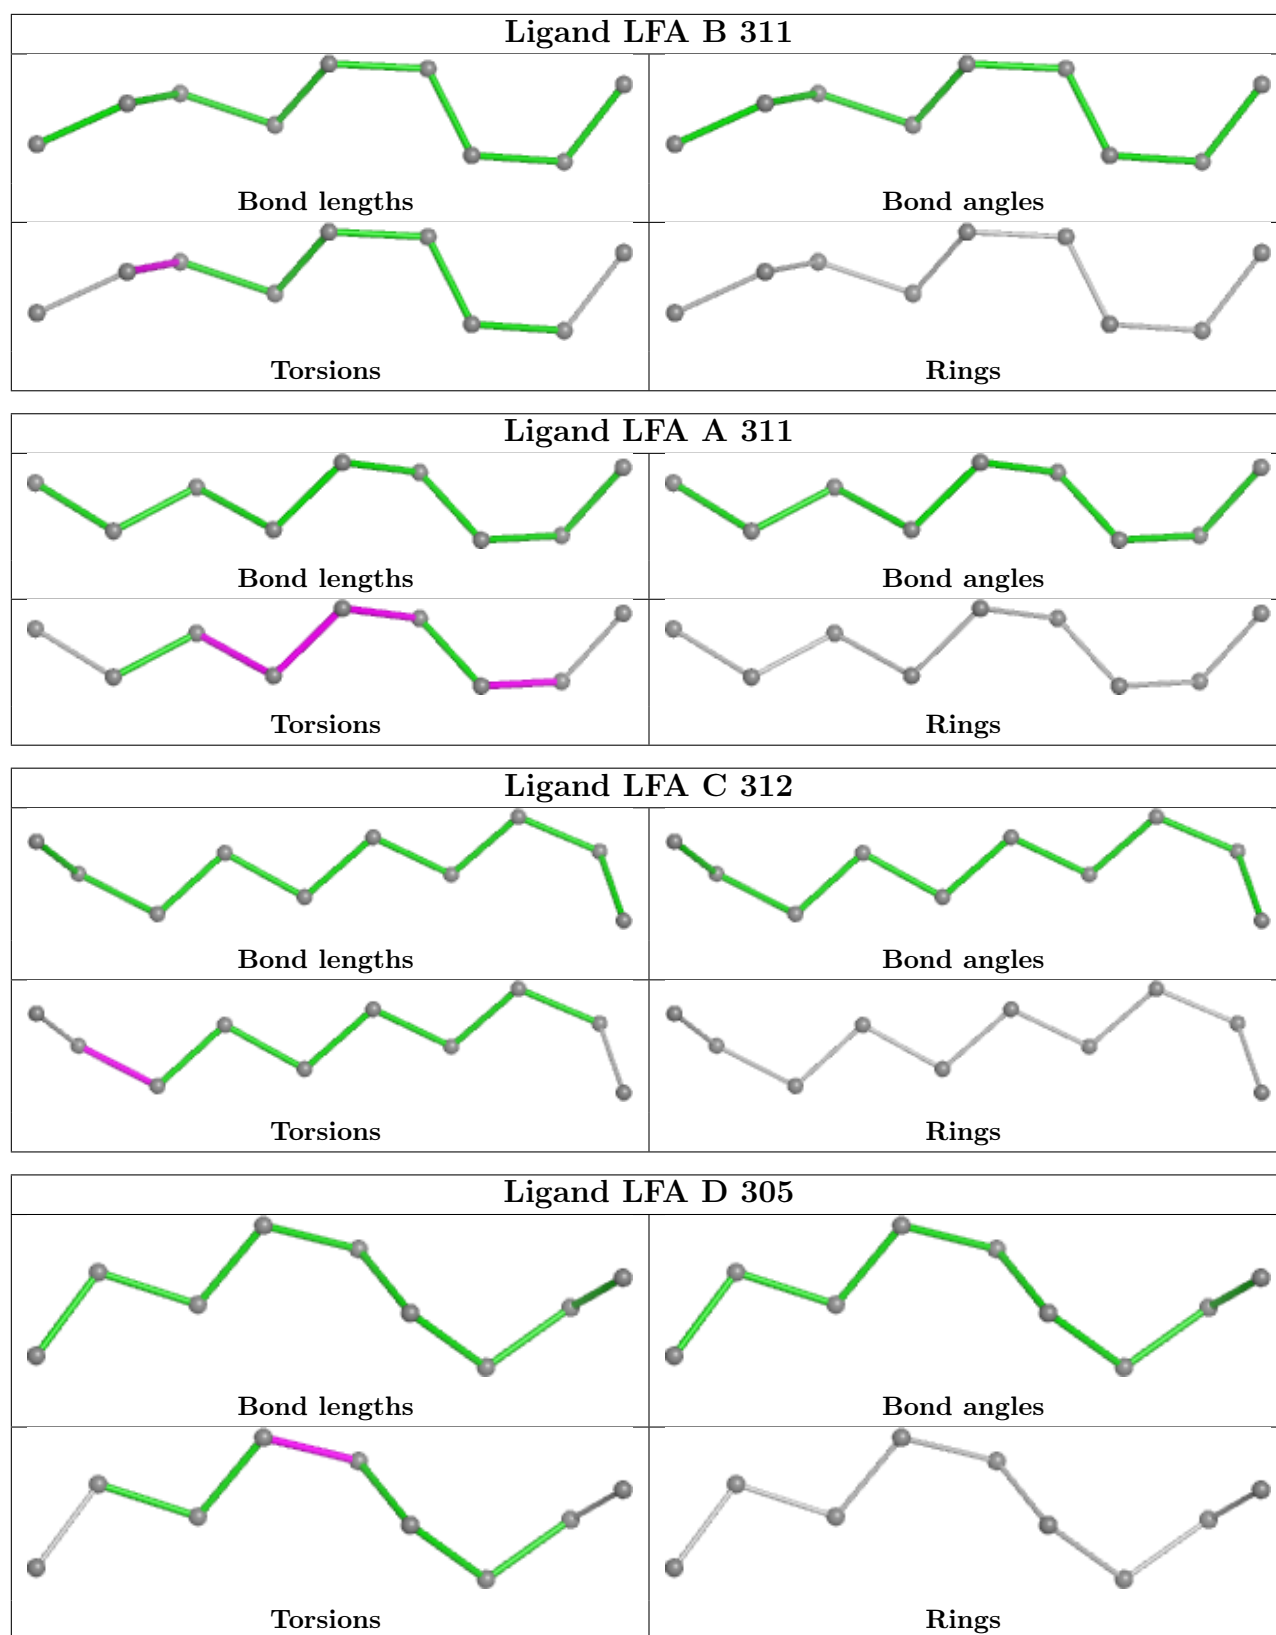 Ligand LFA B 311
Bond lengths
Bond angles
Torsions
Rings
Ligand LFA A 311
Bond lengths
Bond angles
Torsions
Rings
Ligand LFA C 312
Bond lengths
Bond angles
Torsions
Rings
Ligand LFA D 305
Bond lengths
Bond angles
Torsions
Rings